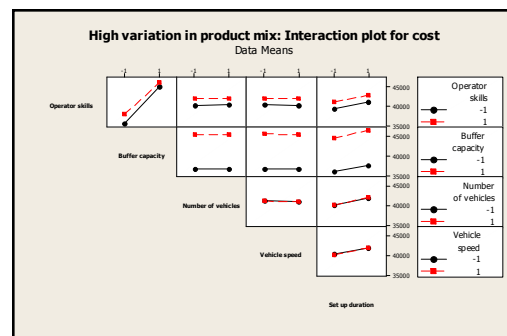 High variation in product mix: Interaction plot for cost
Data Means
-1 1 -1 1 -1 1 -1 1
Operator skills
45000
40000
35000
Operator
skills
-1
1
Buffer capacity
45000
40000
35000
Buffer
capacity
-1
1
Number of vehicles
45000
40000
35000
Number
of vehicles
-1
1
Vehicle speed
45000
40000
35000
Vehicle
speed
-1
1
Set up duration